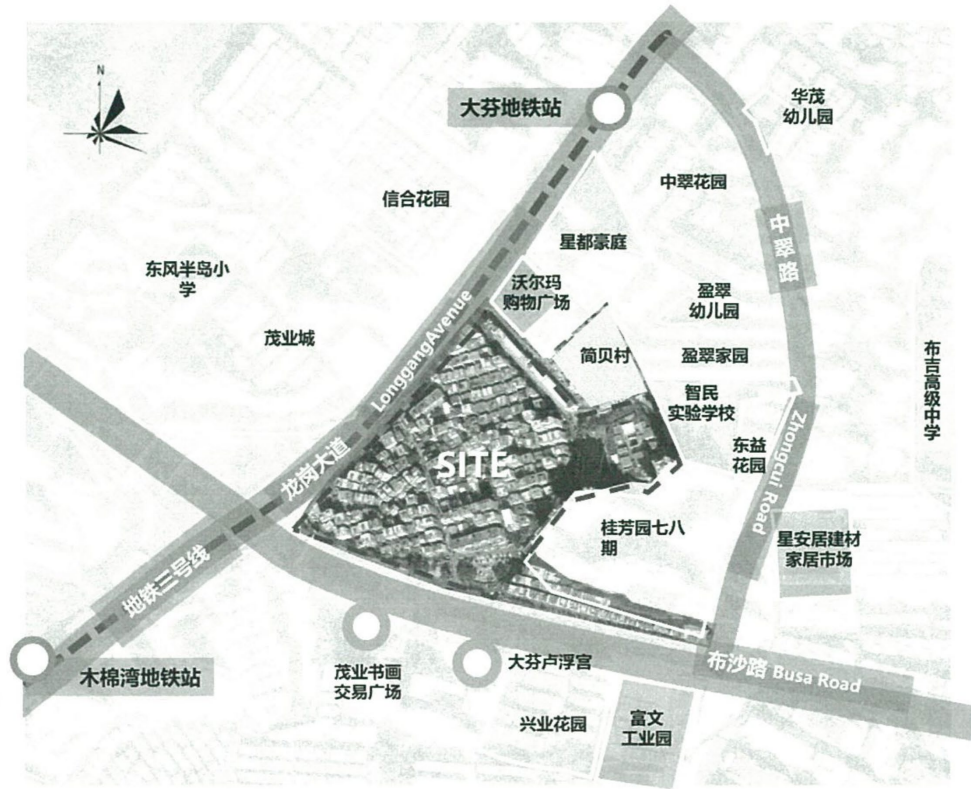 N
大芬地铁站
华茂
幼儿园
信合花园
中翠花园
中翠路
星都豪庭
东风半岛小
学
沃尔玛
购物广场
盈翠
幼儿园
茂业城
LonggangAvenue
简贝村
盈翠家园
布吉高级中学
智民
实验学校
SITE
东益
花园
Zhongcui Road
龙岗大道
桂芳园七八
期
星安居建材
家居市场
地铁三号线
木棉湾地铁站
茂业书画
交易广场
大芬卢浮宫
布沙路 Busa Road
兴业花园
富文
工业园